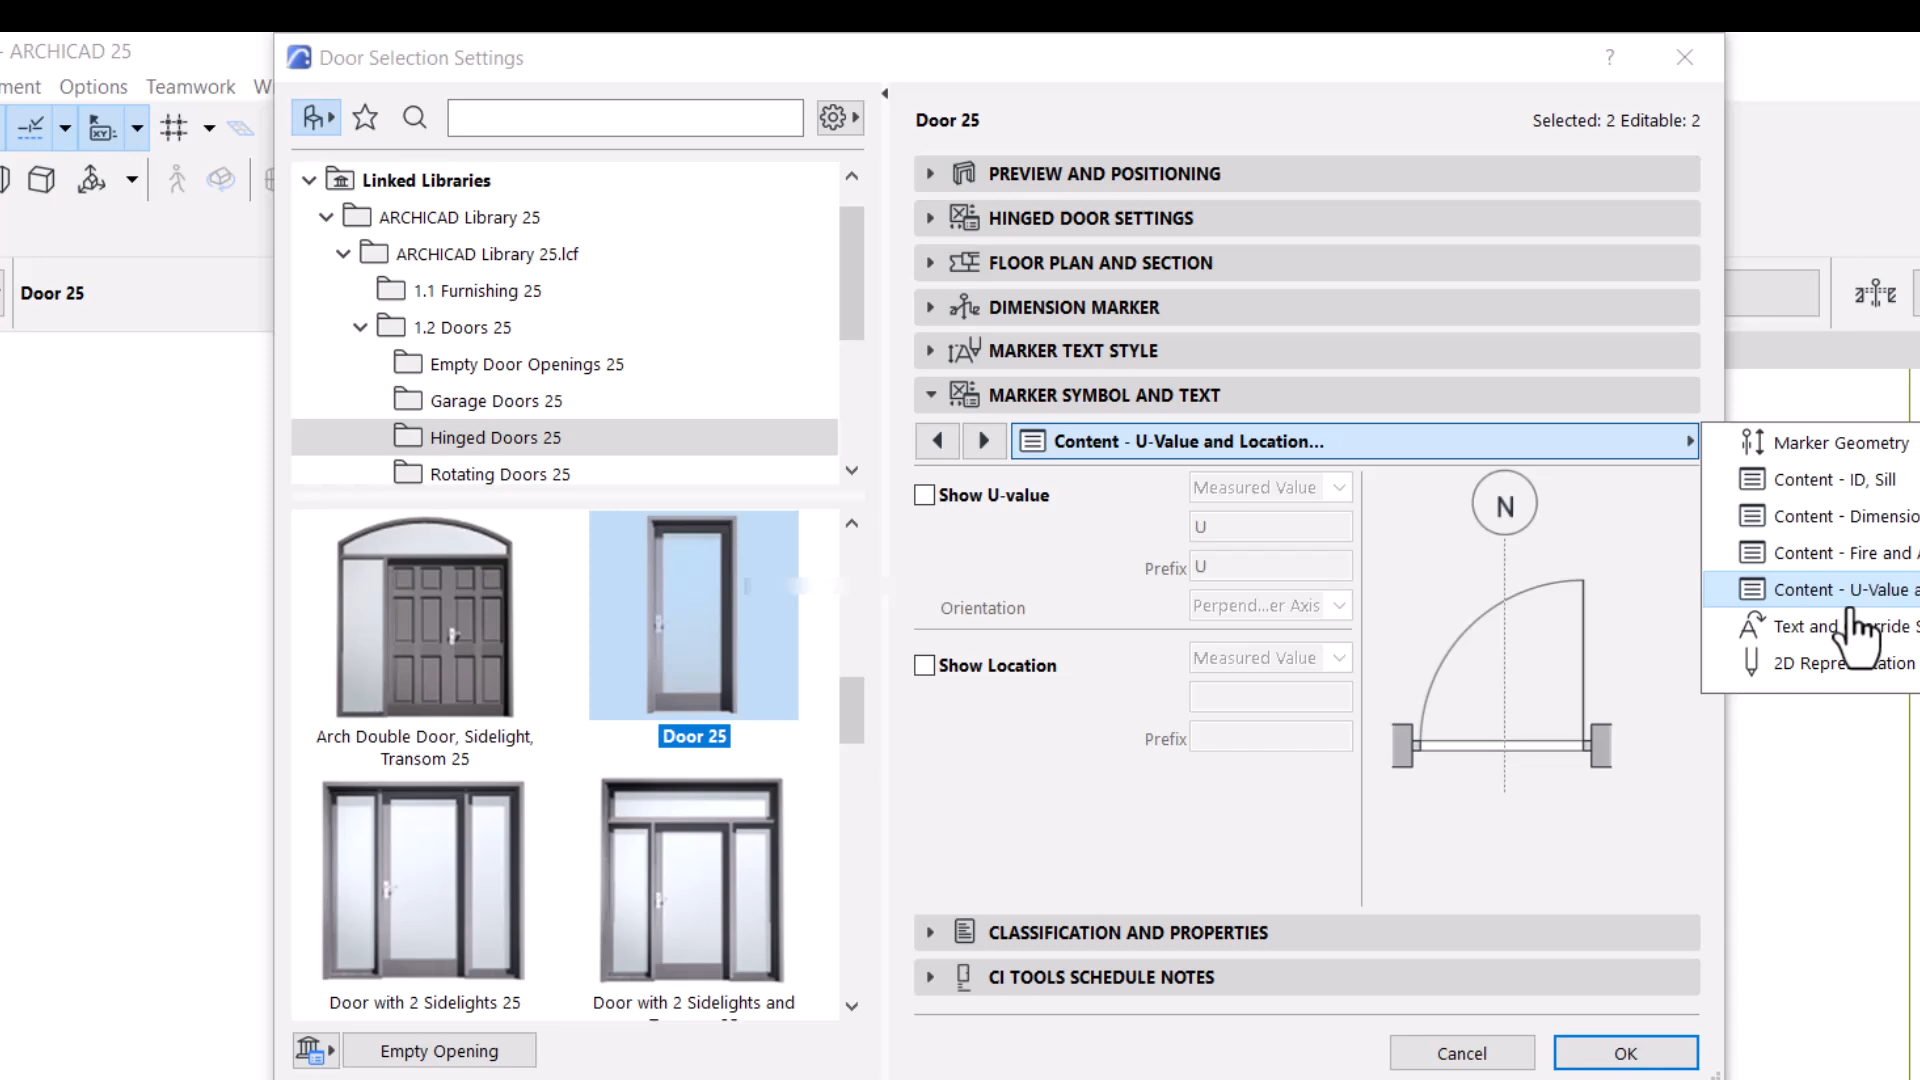 - ARCHICAD 25
Door Selection Settings
?
ment Options Teamwork W
Door 25
Selected: 2 Editable: 2
Linked Libraries
ARCHICAD Library 25
ARCHICAD Library 25.lcf
1.1 Furnishing 25
1.2 Doors 25
Empty Door Openings 25
Garage Doors 25
Hinged Doors 25
Rotating Doors 25
Door 25
Arch Double Door, Sidelight,
Transom 25
Door 25
Door with 2 Sidelights 25
Door with 2 Sidelights and
Empty Opening
PREVIEW AND POSITIONING
HINGED DOOR SETTINGS
FLOOR PLAN AND SECTION
DIMENSION MARKER
MARKER TEXT STYLE
MARKER SYMBOL AND TEXT
Content - U-Value and Location...
Show U-value
Measured Value
U
Prefix U
Orientation
Perpend...er Axis
Show Location
Measured Value
Prefix
N
CLASSIFICATION AND PROPERTIES
CI TOOLS SCHEDULE NOTES
Cancel
OK
Marker Geometry
Content - ID, Sill
Content - Dimensio
Content - Fire and A
Content - U-Value a
Text and
2D Repre